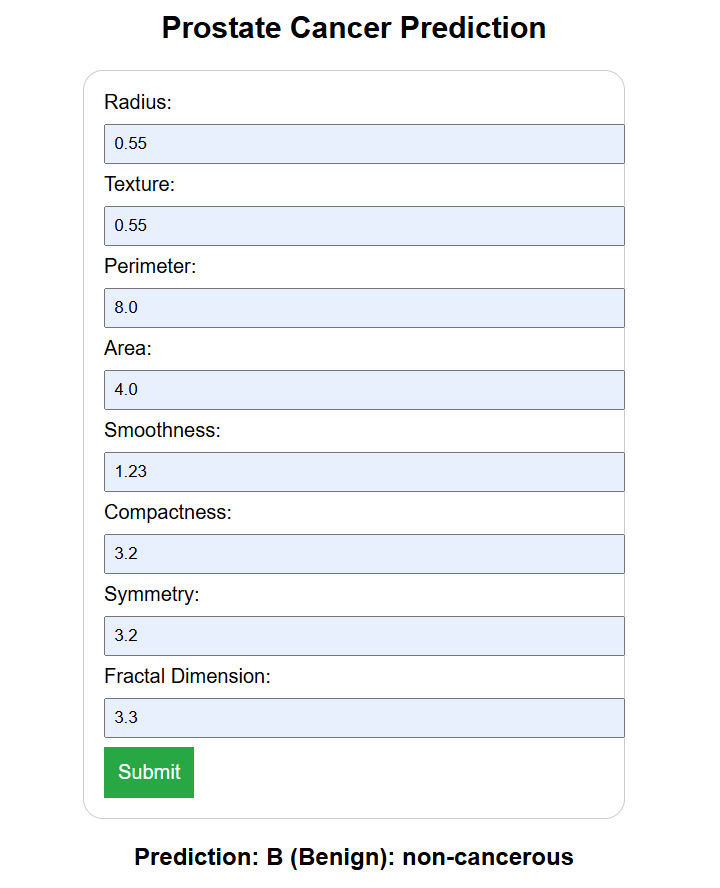 Prostate Cancer Prediction
Radius:
0.55
Texture:
0.55
Perimeter:
8.0
Area:
4.0
Smoothness:
1.23
Compactness:
3.2
Symmetry:
3.2
Fractal Dimension:
3.3
Submit
Prediction: B (Benign): non-cancerous